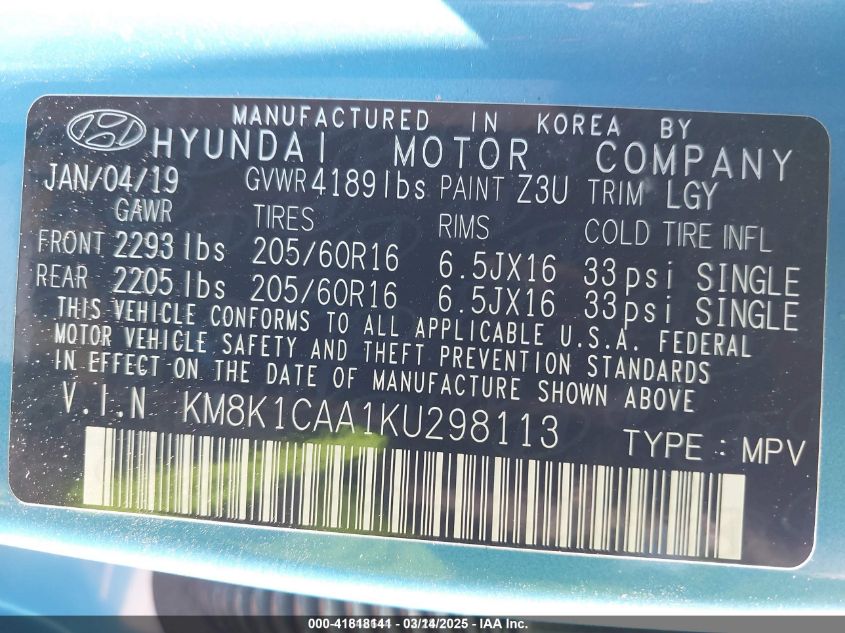 MANUFACTURED IN KOREA BY
HYUNDAI MOTOR COMPANY
JAN/04/19 GVWR 4189lbs PAINT Z3U TRIM LGY
GAWR TIRES RIMS COLD TIRE INFL
FRONT 2293lbs 205/60R16 6.5JX16 33psi SINGLE
REAR 2205lbs 205/60R16 6.5JX16 33psi SINGLE
THIS VEHICLE CONFORMS TO ALL APPLICABLE U.S.A. FEDERAL
MOTOR VEHICLE SAFETY AND THEFT PREVENTION STANDARDS
IN EFFECT ON THE DATE OF MANUFACTURE SHOWN ABOVE
V.I.N KM8K1CAA1KU298113 TYPE : MPV
000-41818141 — 03/14/2025 — IAA Inc.